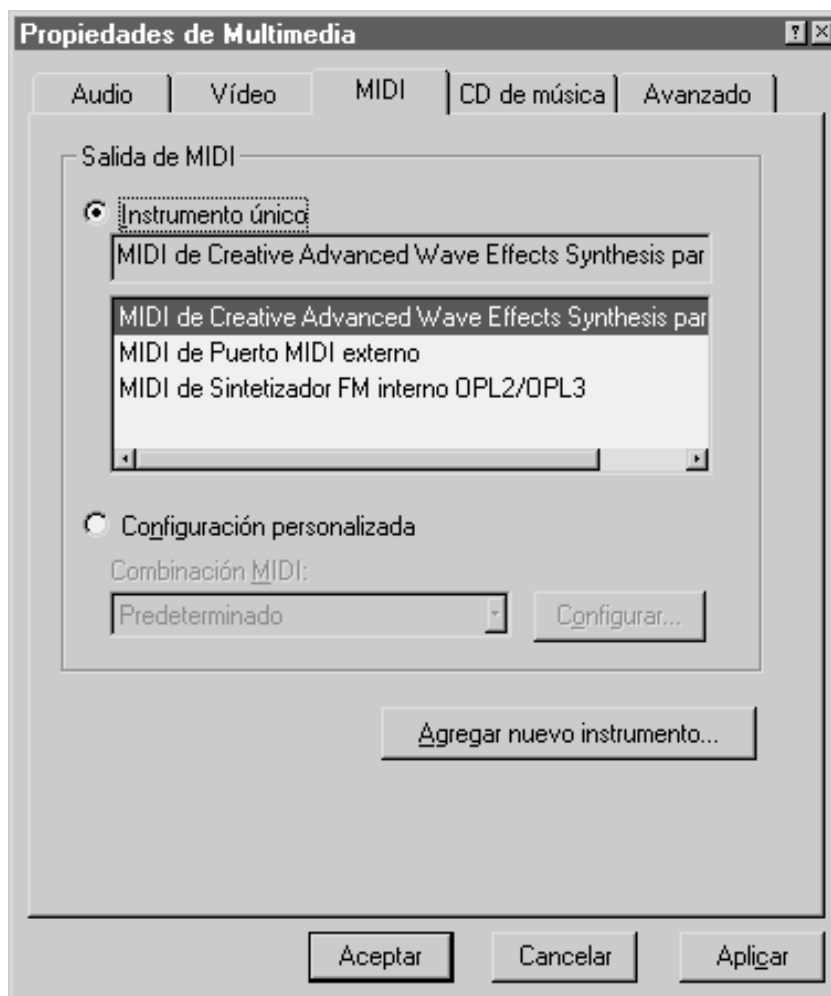 Propiedades de Multimedia
Audio Vídeo MIDI CD de música Avanzado
Salida de MIDI
Instrumento único
MIDI de Creative Advanced Wave Effects Synthesis par
MIDI de Creative Advanced Wave Effects Synthesis par
MIDI de Puerto MIDI externo
MIDI de Sintetizador FM interno OPL2/OPL3
Configuración personalizada
Combinación MIDI:
Predeterminado Configurar...
Agregar nuevo instrumento...
Aceptar Cancelar Aplicar